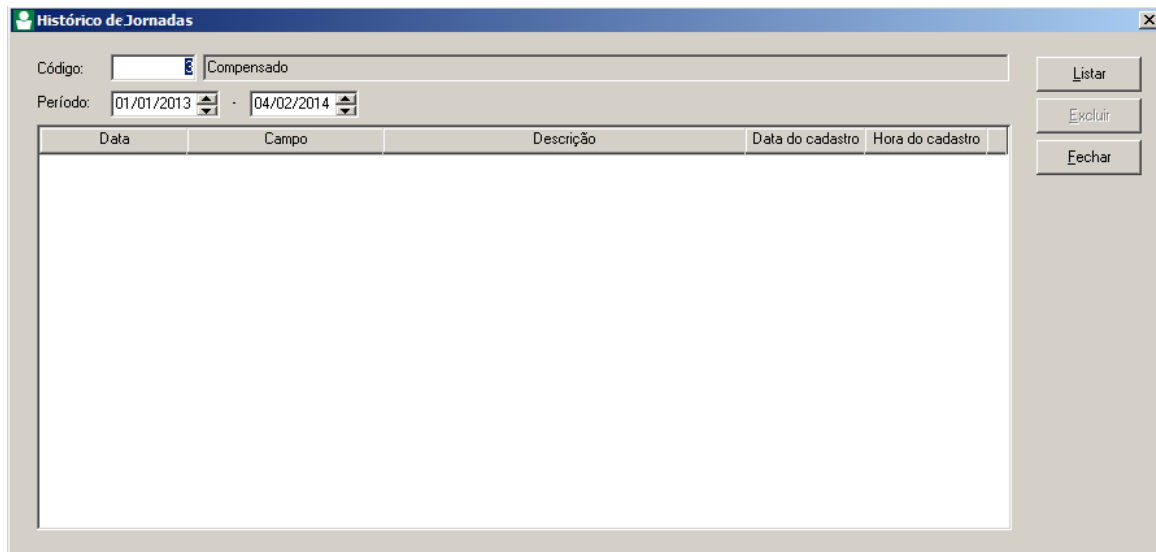 Histórico de Jornadas
Código: 3 Compensado
Listar
Período: 01/01/2013 - 04/02/2014
Excluir
Data Campo Descrição Data do cadastro Hora do cadastro
Fechar